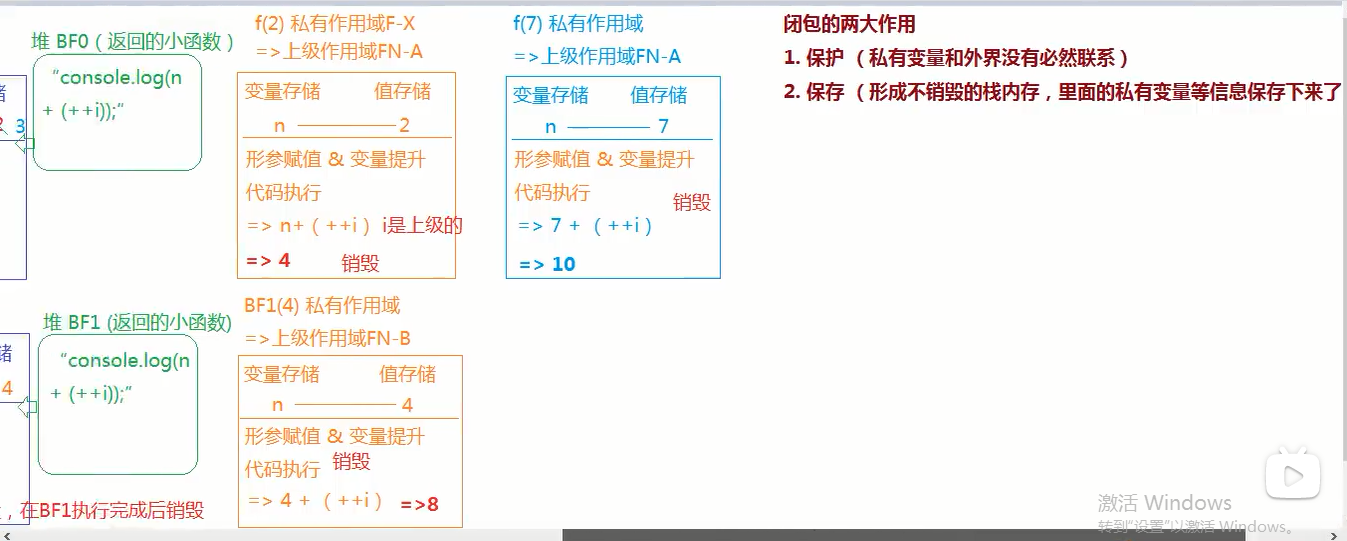 堆 BF0（返回的小函数）
“console.log(n
+ (++i));“
3
f(2) 私有作用域F-X
=>上级作用域FN-A
变量存储 值存储
n 2
形参赋值 & 变量提升
代码执行
=> n+（ ++i ）i是上级的
=> 4 销毁
f(7) 私有作用域
=>上级作用域FN-A
变量存储 值存储
n 7
形参赋值 & 变量提升
代码执行
销毁
=> 7 + （ ++i ）
=> 10
闭包的两大作用
1. 保护 （私有变量和外界没有必然联系）
2. 保存 （形成不销毁的栈内存，里面的私有变量等信息保存下来了
堆 BF1 (返回的小函数)
“console.log(n
+ (++i));”
储
4
BF1(4) 私有作用域
=>上级作用域FN-B
变量存储 值存储
n 4
形参赋值 & 变量提升
代码执行 销毁
=> 4 + （ ++i ） =>8
，在BF1执行完成后销毁
激活 Windows
转到“设置”以激活 Windows。